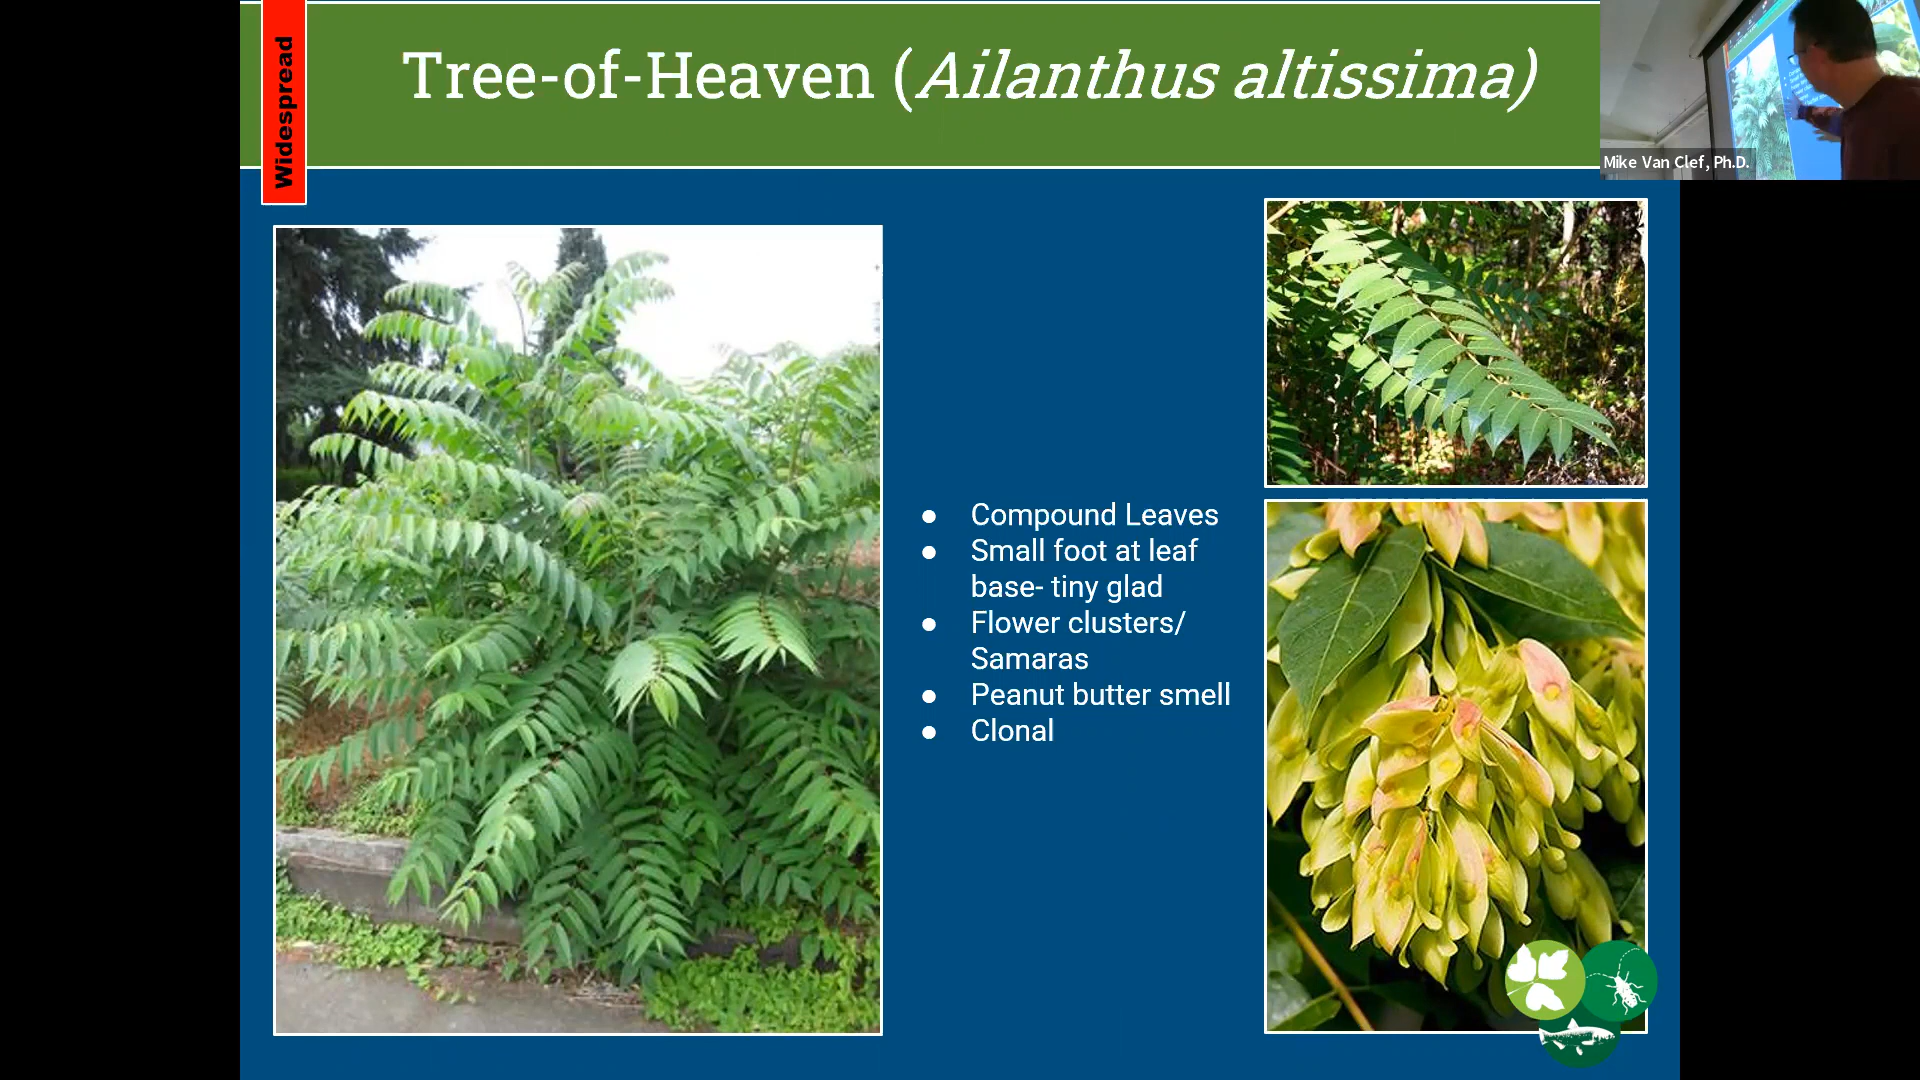 Widespread
Tree-of-Heaven (Ailanthus altissima)
Mike Van Clef, Ph.D.
● Compound Leaves
● Small foot at leaf
base- tiny glad
● Flower clusters/
Samaras
● Peanut butter smell
● Clonal